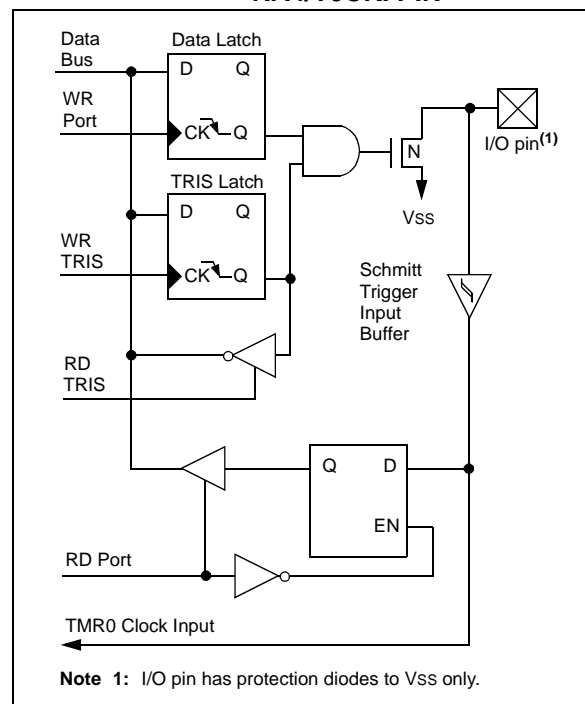 Data Bus
Data Latch
D Q
WR Port
CK Q
N
I/O pin(1)
VSS
TRIS Latch
D Q
WR TRIS
CK Q
Schmitt Trigger Input Buffer
RD TRIS
Q D
EN
RD Port
TMR0 Clock Input
Note 1: I/O pin has protection diodes to VSS only.